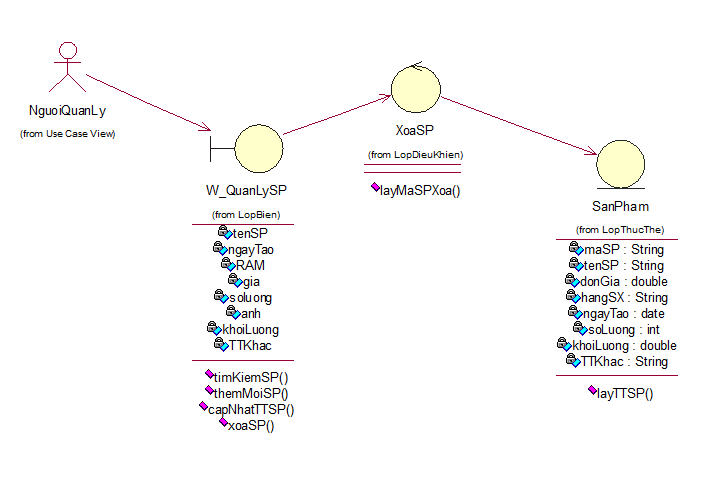 NguoiQuanLy
(from Use Case View)
W_QuanLySP
(from LopBien)
tenSP
ngayTao
RAM
gia
soluong
anh
khoiLuong
TTKhac
timKiemSP()
themMoiSP()
capNhatTTSP()
xoaSP()
XoaSP
(from LopDieuKhien)
layMaSPXoa()
SanPham
(from LopThucThe)
maSP : String
tenSP : String
donGia : double
hangSX : String
ngayTao : date
soLuong : int
khoiLuong : double
TTKhac : String
layTTSP()